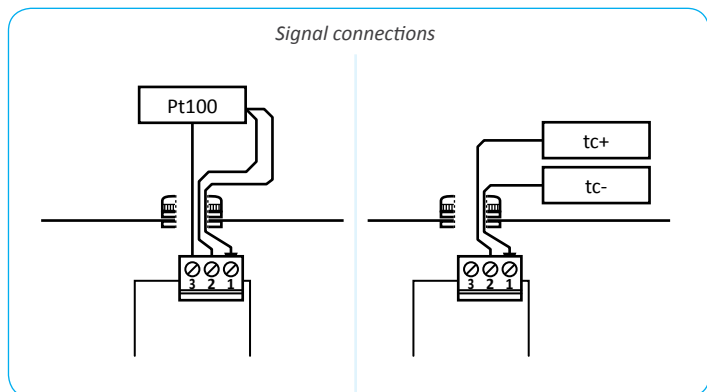 Signal connections
Pt100
3 2 1
tc+
tc-
3 2 1